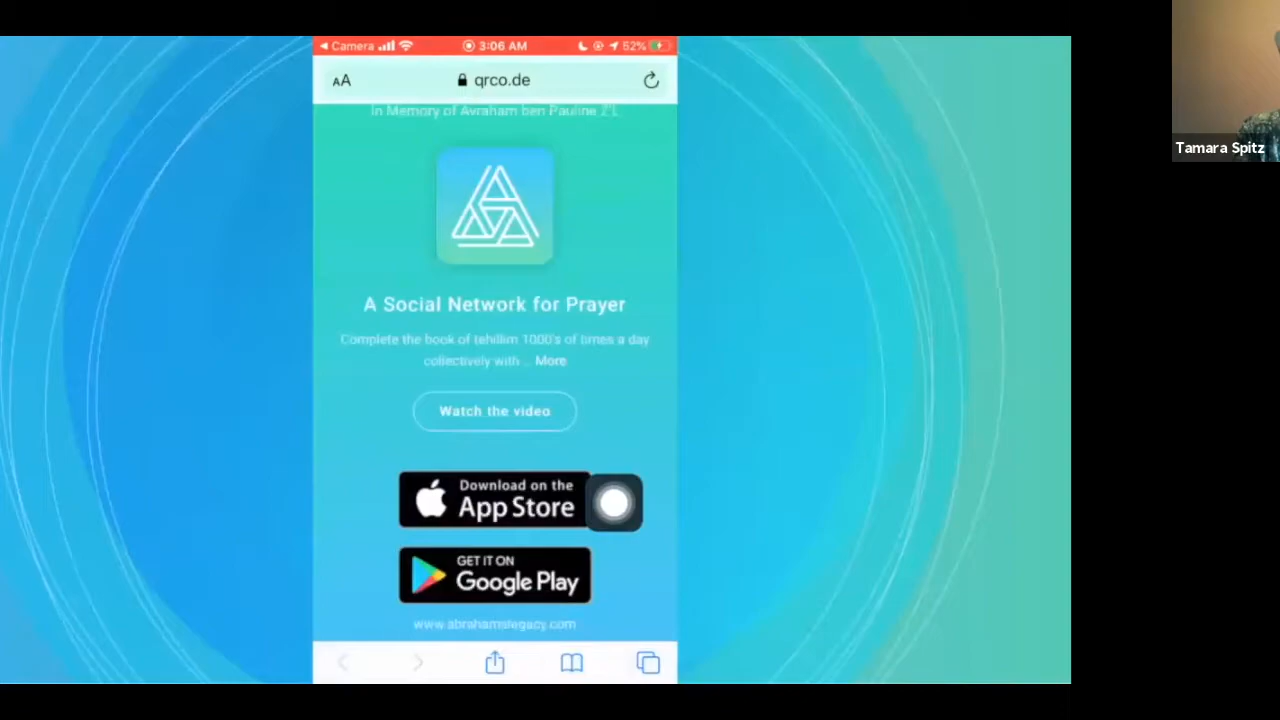 Camera
3:06 AM
52%
AA
qrco.de
In Memory of Avraham ben Pauline Z"L
A Social Network for Prayer
Complete the book of tehillim 1000's of times a day
collectively with ... More
Watch the video
Download on the
App Store
GET IT ON
Google Play
www.abrahamslegacy.com
Tamara Spitz